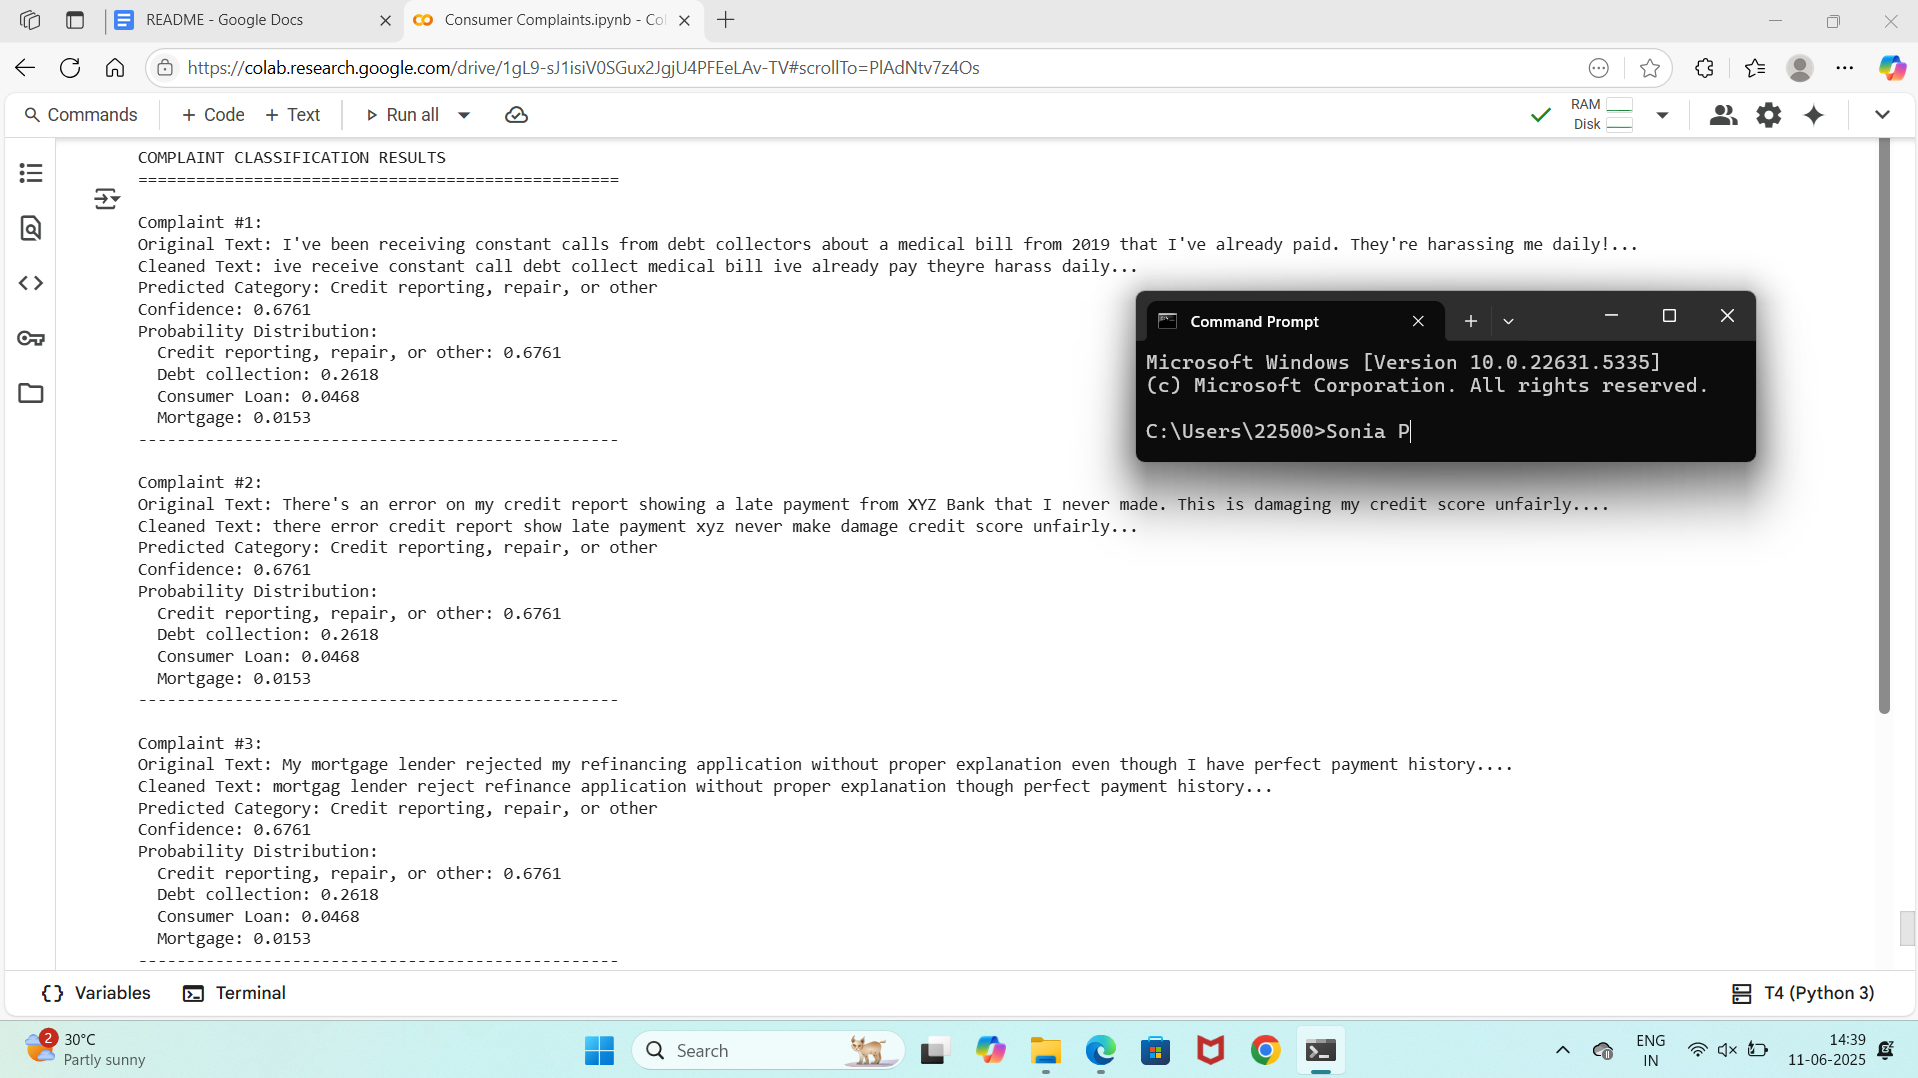 README - Google Docs
Consumer Complaints.ipynb - Co
https://colab.research.google.com/drive/1gL9-sJ1isiV0SGux2JgjU4PFEeLAv-TV#scrollTo=PlAdNtv7z4Os
Commands
+ Code
+ Text
Run all
RAM
Disk
COMPLAINT CLASSIFICATION RESULTS
==================================================
Complaint #1:
Original Text: I've been receiving constant calls from debt collectors about a medical bill from 2019 that I've already paid. They're harassing me daily!...
Cleaned Text: ive receive constant call debt collect medical bill ive already pay theyre harass daily...
Predicted Category: Credit reporting, repair, or other
Confidence: 0.6761
Probability Distribution:
Credit reporting, repair, or other: 0.6761
Debt collection: 0.2618
Consumer Loan: 0.0468
Mortgage: 0.0153
--------------------------------------------------
Command Prompt
Microsoft Windows [Version 10.0.22631.5335]
(c) Microsoft Corporation. All rights reserved.
C:\Users\22500>Sonia P
Complaint #2:
Original Text: There's an error on my credit report showing a late payment from XYZ Bank that I never made. This is damaging my credit score unfairly....
Cleaned Text: there error credit report show late payment xyz never make damage credit score unfairly...
Predicted Category: Credit reporting, repair, or other
Confidence: 0.6761
Probability Distribution:
Credit reporting, repair, or other: 0.6761
Debt collection: 0.2618
Consumer Loan: 0.0468
Mortgage: 0.0153
--------------------------------------------------
Complaint #3:
Original Text: My mortgage lender rejected my refinancing application without proper explanation even though I have perfect payment history....
Cleaned Text: mortgag lender reject refinance application without proper explanation though perfect payment history...
Predicted Category: Credit reporting, repair, or other
Confidence: 0.6761
Probability Distribution:
Credit reporting, repair, or other: 0.6761
Debt collection: 0.2618
Consumer Loan: 0.0468
Mortgage: 0.0153
--------------------------------------------------
Variables
Terminal
T4 (Python 3)
2
30°C
Partly sunny
Search
ENG
IN
14:39
11-06-2025